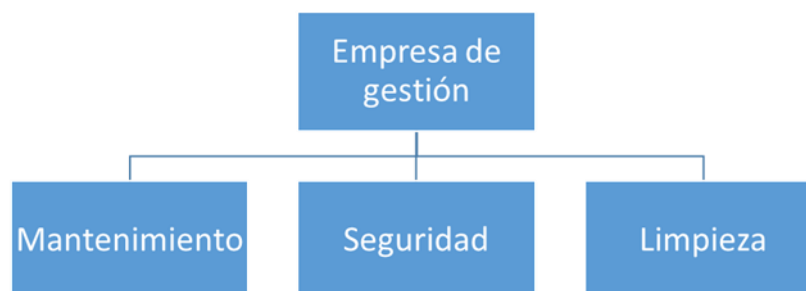 Empresa de
gestión
Mantenimiento
Seguridad
Limpieza